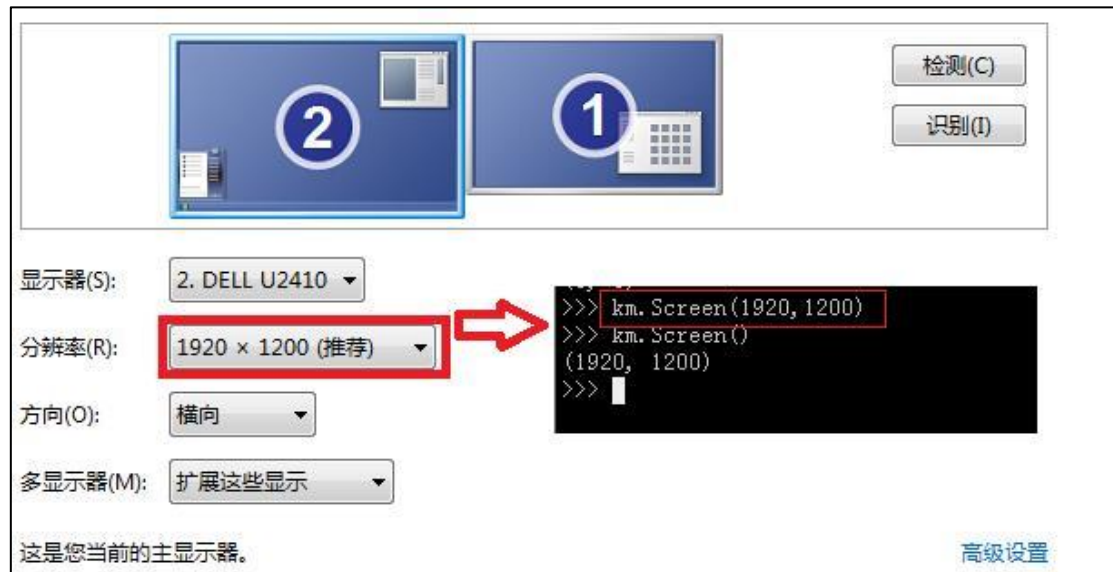 2
1
检测(C)
识别(I)
显示器(S):
2. DELL U2410
分辨率(R):
1920 × 1200 (推荐)
>>> km.Screen(1920,1200)
>>> km.Screen()
(1920, 1200)
>>>
方向(O):
横向
多显示器(M):
扩展这些显示
这是您当前的主显示器。
高级设置